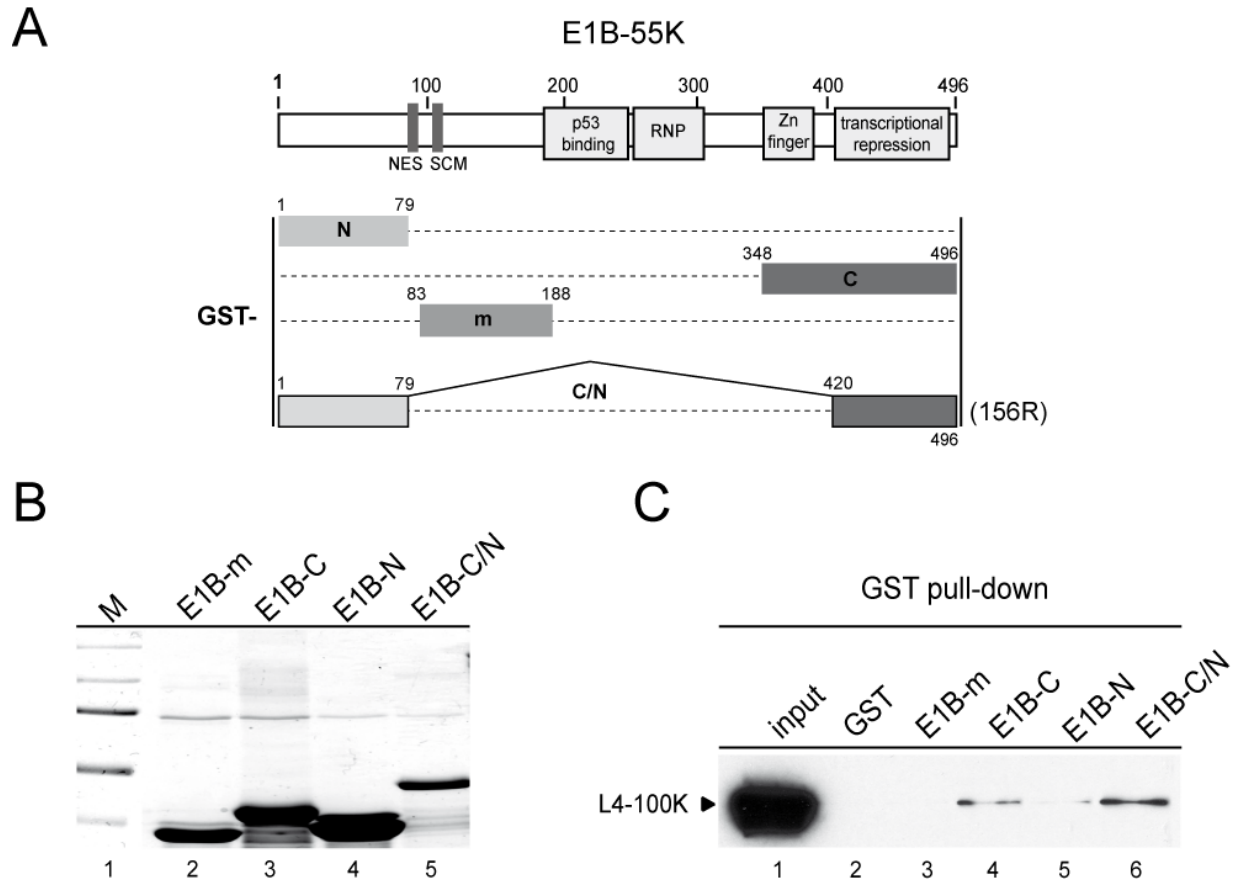 A
E1B-55K
1 100 200 300 400 496
p53 binding
RNP
Zn finger
transcriptional repression
NES SCM
1 79
N
348 496
C
83 188
GST-
m
1 79 420
C/N
(156R)
496
B
M E1B-m E1B-C E1B-N E1B-C/N
1 2 3 4 5
C
GST pull-down
input GST E1B-m E1B-C E1B-N E1B-C/N
L4-100K
1 2 3 4 5 6